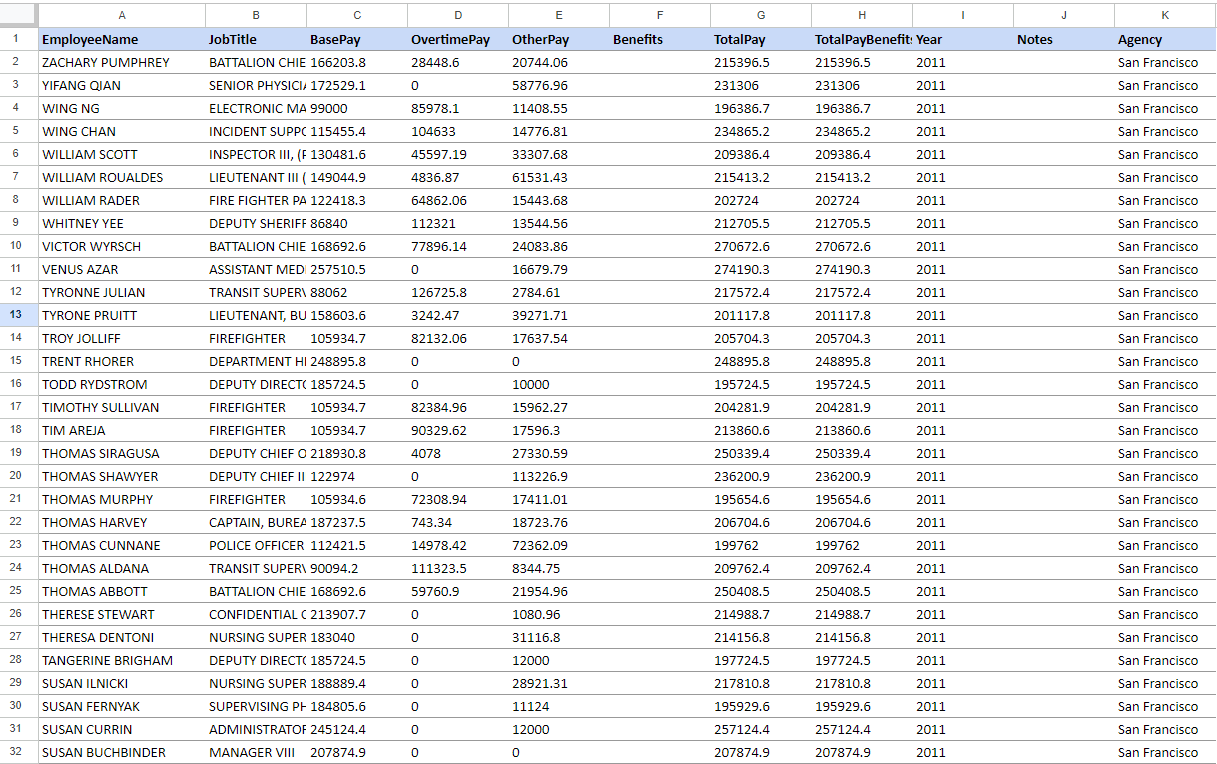 A B C D E F G H I J K
1 EmployeeName JobTitle BasePay OvertimePay OtherPay Benefits TotalPay TotalPayBenefits Year Notes Agency
2 ZACHARY PUMPHREY BATTALION CHIE 166203.8 28448.6 20744.06 215396.5 215396.5 2011 San Francisco
3 YIFANG QIAN SENIOR PHYSICI 172529.1 0 58776.96 231306 231306 2011 San Francisco
4 WING NG ELECTRONIC MA 99000 85978.1 11408.55 196386.7 196386.7 2011 San Francisco
5 WING CHAN INCIDENT SUPPO 115455.4 104633 14776.81 234865.2 234865.2 2011 San Francisco
6 WILLIAM SCOTT INSPECTOR III, (P 130481.6 45597.19 33307.68 209386.4 209386.4 2011 San Francisco
7 WILLIAM ROUALDES LIEUTENANT III ( 149044.9 4836.87 61531.43 215413.2 215413.2 2011 San Francisco
8 WILLIAM RADER FIRE FIGHTER PA 122418.3 64862.06 15443.68 202724 202724 2011 San Francisco
9 WHITNEY YEE DEPUTY SHERIFF 86840 112321 13544.56 212705.5 212705.5 2011 San Francisco
10 VICTOR WYRSCH BATTALION CHIE 168692.6 77896.14 24083.86 270672.6 270672.6 2011 San Francisco
11 VENUS AZAR ASSISTANT MED 257510.5 0 16679.79 274190.3 274190.3 2011 San Francisco
12 TYRONNE JULIAN TRANSIT SUPERV 88062 126725.8 2784.61 217572.4 217572.4 2011 San Francisco
13 TYRONE PRUITT LIEUTENANT, BU 158603.6 3242.47 39271.71 201117.8 201117.8 2011 San Francisco
14 TROY JOLLIFF FIREFIGHTER 105934.7 82132.06 17637.54 205704.3 205704.3 2011 San Francisco
15 TRENT RHORER DEPARTMENT H 248895.8 0 0 248895.8 248895.8 2011 San Francisco
16 TODD RYDSTROM DEPUTY DIRECTO 185724.5 0 10000 195724.5 195724.5 2011 San Francisco
17 TIMOTHY SULLIVAN FIREFIGHTER 105934.7 82384.96 15962.27 204281.9 204281.9 2011 San Francisco
18 TIM AREJA FIREFIGHTER 105934.7 90329.62 17596.3 213860.6 213860.6 2011 San Francisco
19 THOMAS SIRAGUSA DEPUTY CHIEF O 218930.8 4078 27330.59 250339.4 250339.4 2011 San Francisco
20 THOMAS SHAWYER DEPUTY CHIEF II 122974 0 113226.9 236200.9 236200.9 2011 San Francisco
21 THOMAS MURPHY FIREFIGHTER 105934.6 72308.94 17411.01 195654.6 195654.6 2011 San Francisco
22 THOMAS HARVEY CAPTAIN, BUREA 187237.5 743.34 18723.76 206704.6 206704.6 2011 San Francisco
23 THOMAS CUNNANE POLICE OFFICER 112421.5 14978.42 72362.09 199762 199762 2011 San Francisco
24 THOMAS ALDANA TRANSIT SUPERV 90094.2 111323.5 8344.75 209762.4 209762.4 2011 San Francisco
25 THOMAS ABBOTT BATTALION CHIE 168692.6 59760.9 21954.96 250408.5 250408.5 2011 San Francisco
26 THERESE STEWART CONFIDENTIAL C 213907.7 0 1080.96 214988.7 214988.7 2011 San Francisco
27 THERESA DENTONI NURSING SUPER 183040 0 31116.8 214156.8 214156.8 2011 San Francisco
28 TANGERINE BRIGHAM DEPUTY DIRECTO 185724.5 0 12000 197724.5 197724.5 2011 San Francisco
29 SUSAN ILNICKI NURSING SUPER 188889.4 0 28921.31 217810.8 217810.8 2011 San Francisco
30 SUSAN FERNYAK SUPERVISING PH 184805.6 0 11124 195929.6 195929.6 2011 San Francisco
31 SUSAN CURRIN ADMINISTRATOR 245124.4 0 12000 257124.4 257124.4 2011 San Francisco
32 SUSAN BUCHBINDER MANAGER VIII 207874.9 0 0 207874.9 207874.9 2011 San Francisco